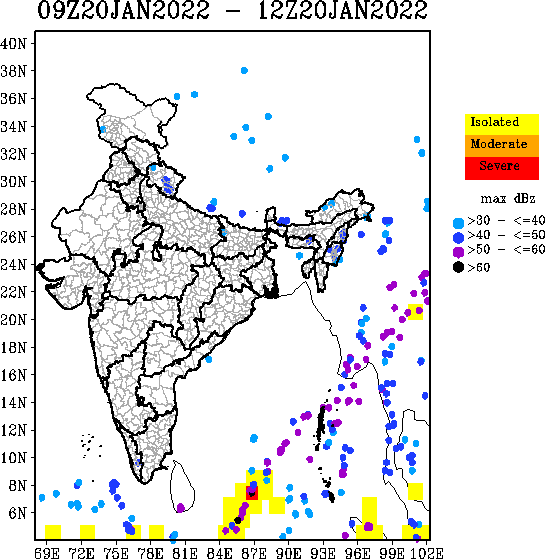 09Z20JAN2022 - 12Z20JAN2022
40N
38N
36N
34N
32N
30N
28N
26N
24N
22N
20N
18N
16N
14N
12N
10N
8N
6N
69E 72E 75E 78E 81E 84E 87E 90E 93E 96E 99E 102E
Isolated
Moderate
Severe
max dBz
>30 - <=40
>40 - <=50
>50 - <=60
>60